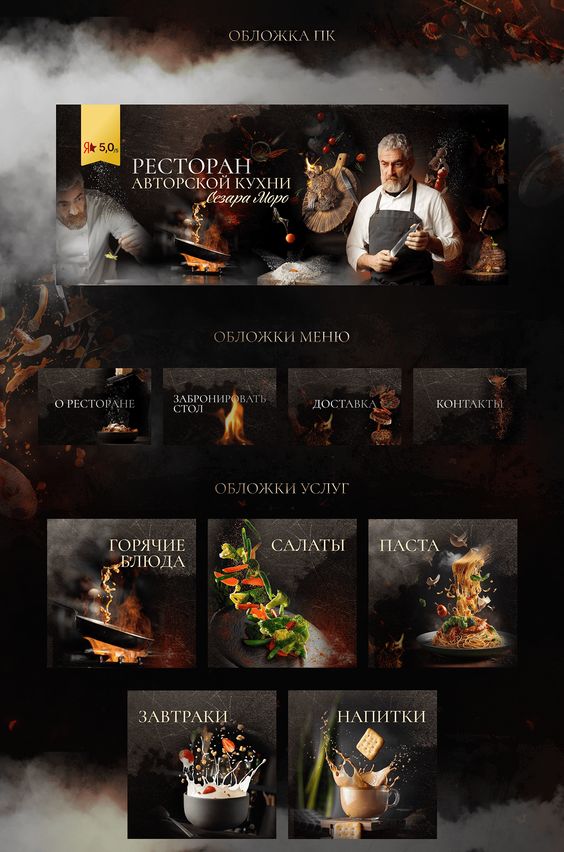 ОБЛОЖКА ПК
Я★ 5,0/5
РЕСТОРАН
АВТОРСКОЙ КУХНИ
Сезара Моро
ОБЛОЖКИ МЕНЮ
О РЕСТОРАНЕ
ЗАБРОНИРОВАТЬ
СТОЛ
ДОСТАВКА
КОНТАКТЫ
ОБЛОЖКИ УСЛУГ
ГОРЯЧИЕ
БЛЮДА
САЛАТЫ
ПАСТА
ЗАВТРАКИ
НАПИТКИ